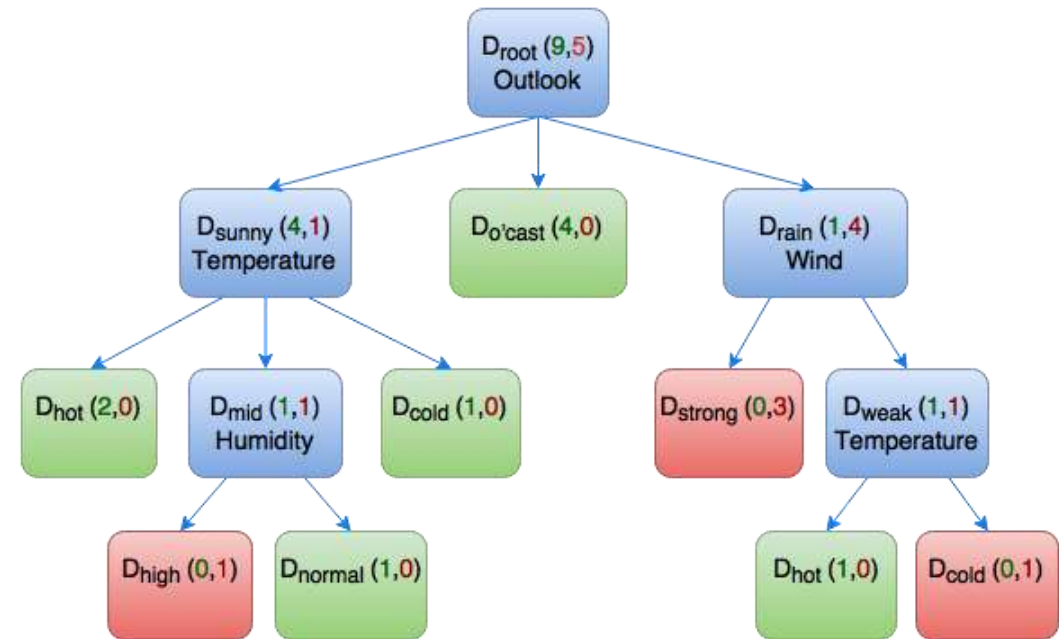 Droot (9,5)
Outlook
Dsunny (4,1)
Temperature
Do'cast (4,0)
Drain (1,4)
Wind
Dhot (2,0)
Dmid (1,1)
Humidity
Dcold (1,0)
Dstrong (0,3)
Dweak (1,1)
Temperature
Dhigh (0,1)
Dnormal (1,0)
Dhot (1,0)
Dcold (0,1)